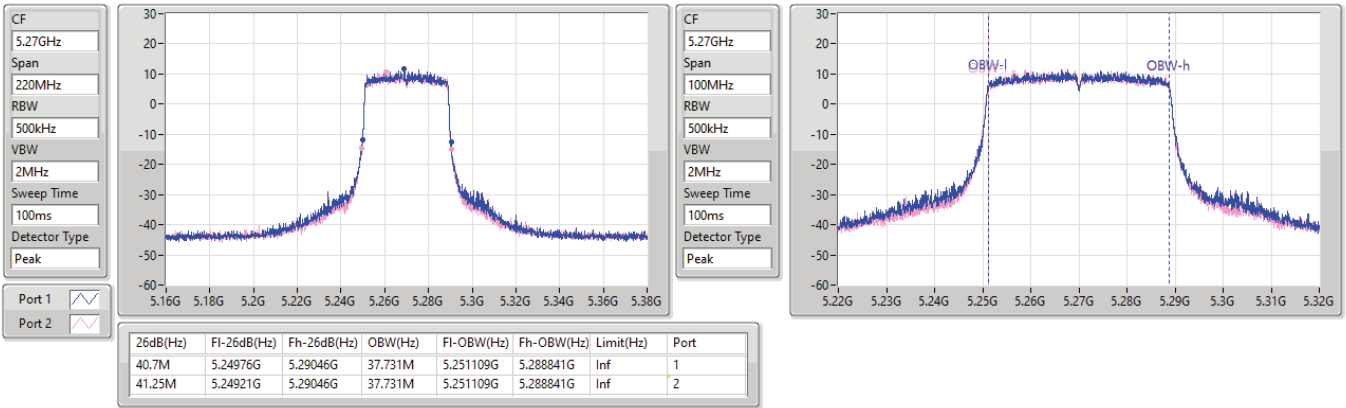 CF
5.27GHz
Span
220MHz
RBW
500kHz
VBW
2MHz
Sweep Time
100ms
Detector Type
Peak
Port 1
Port 2
30
20
10
0
-10
-20
-30
-40
-50
-60
5.16G 5.18G 5.2G 5.22G 5.24G 5.26G 5.28G 5.3G 5.32G 5.34G 5.36G 5.38G
CF
5.27GHz
Span
100MHz
RBW
500kHz
VBW
2MHz
Sweep Time
100ms
Detector Type
Peak
30
20
10
0
-10
-20
-30
-40
-50
-60
OBW-l OBW-h
5.22G 5.23G 5.24G 5.25G 5.26G 5.27G 5.28G 5.29G 5.3G 5.31G 5.32G
26dB(Hz) Fl-26dB(Hz) Fh-26dB(Hz) OBW(Hz) Fl-OBW(Hz) Fh-OBW(Hz) Limit(Hz) Port
40.7M 5.24976G 5.29046G 37.731M 5.251109G 5.288841G Inf 1
41.25M 5.24921G 5.29046G 37.731M 5.251109G 5.288841G Inf 2